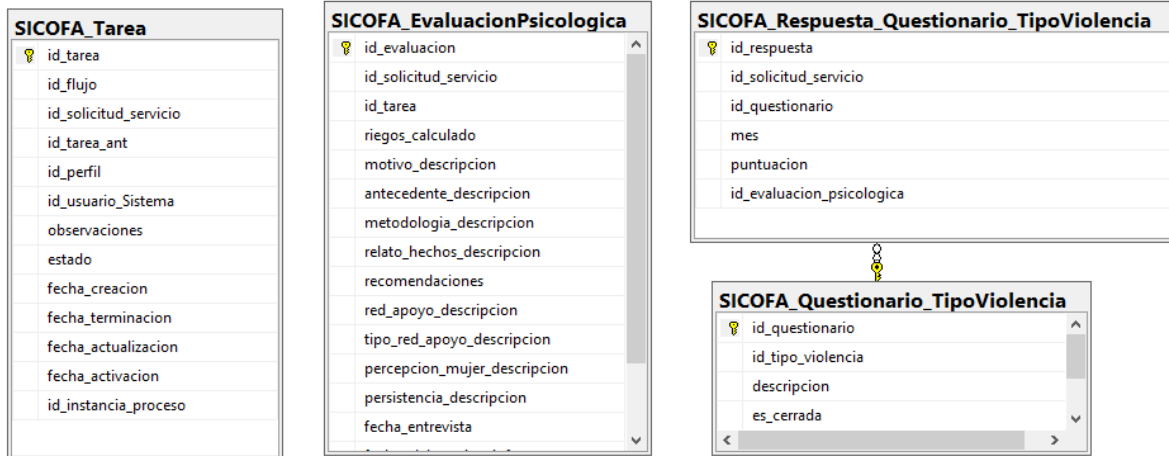 SICOFA_Tarea
id_tarea
id_flujo
id_solicitud_servicio
id_tarea_ant
id_perfil
id_usuario_Sistema
observaciones
estado
fecha_creacion
fecha_terminacion
fecha_actualizacion
fecha_activacion
id_instancia_proceso
SICOFA_EvaluacionPsicologica
id_evaluacion
id_solicitud_servicio
id_tarea
riegos_calculado
motivo_descripcion
antecedente_descripcion
metodologia_descripcion
relato_hechos_descripcion
recomendaciones
red_apoyo_descripcion
tipo_red_apoyo_descripcion
percepcion_mujer_descripcion
persistencia_descripcion
fecha_entrevista
SICOFA_Respuesta_Questionario_TipoViolencia
id_respuesta
id_solicitud_servicio
id_questionario
mes
puntuacion
id_evaluacion_psicologica
SICOFA_Questionario_TipoViolencia
id_questionario
id_tipo_violencia
descripcion
es_cerrada